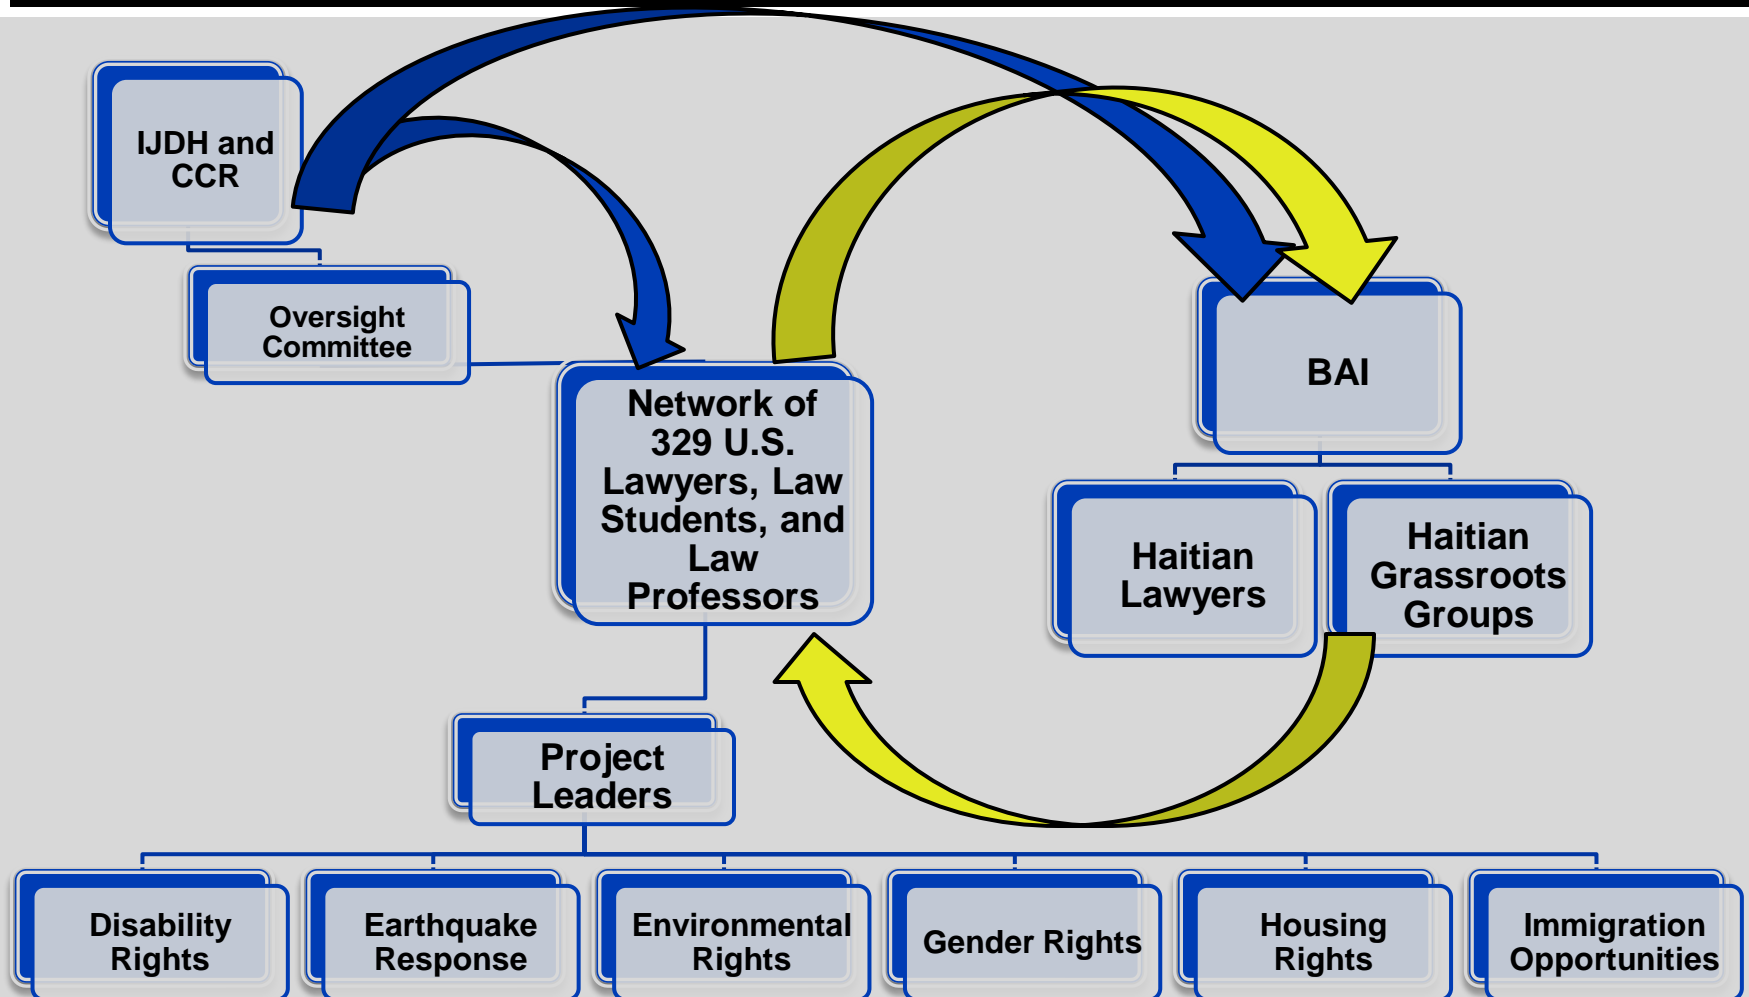 IJDH and
CCR
Oversight
Committee
Network of
329 U.S.
Lawyers, Law
Students, and
Law
Professors
BAI
Haitian
Lawyers
Haitian
Grassroots
Groups
Project
Leaders
Disability
Rights
Earthquake
Response
Environmental
Rights
Gender Rights
Housing
Rights
Immigration
Opportunities